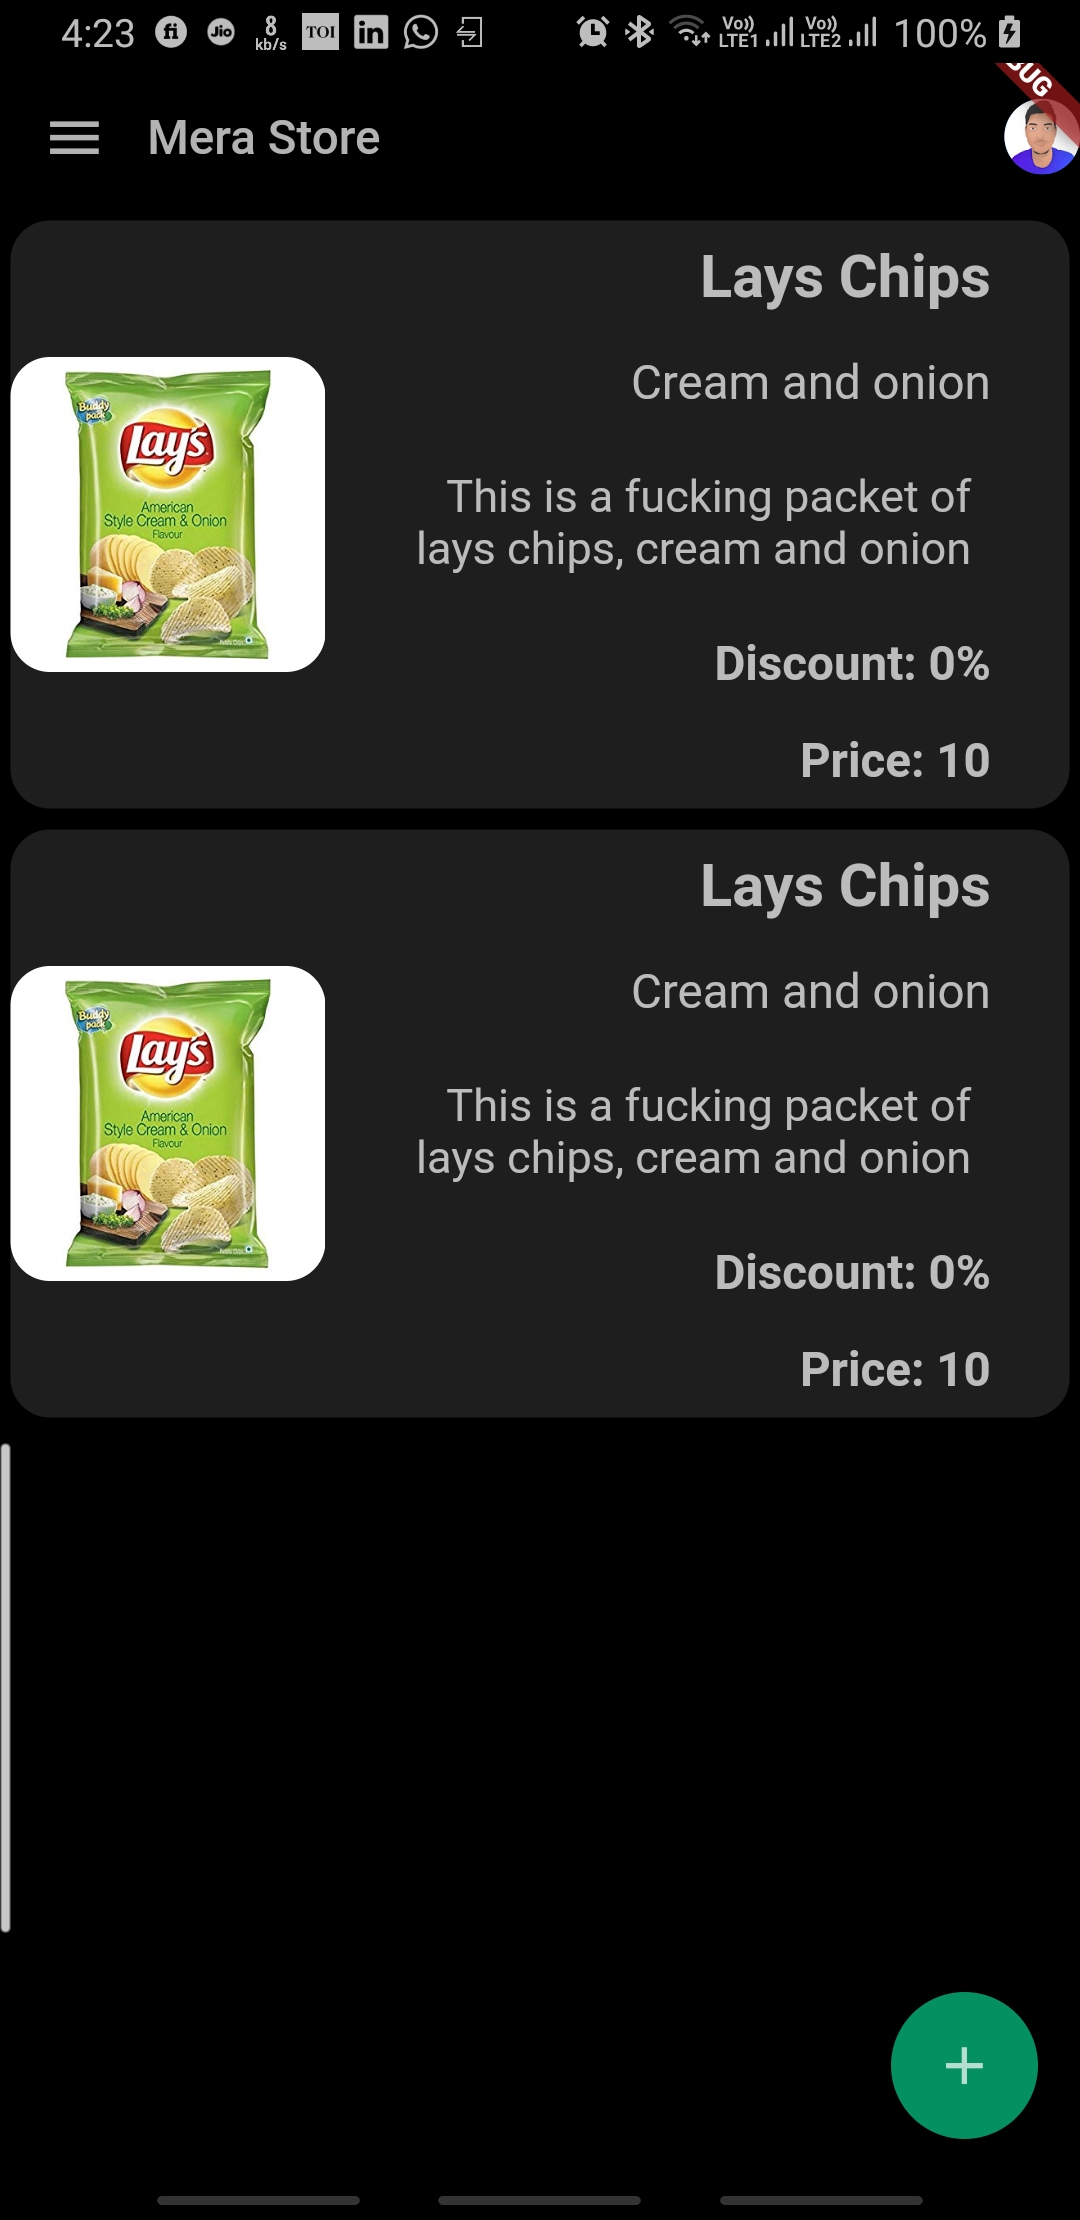 4:23 fi Jio 8 kb/s TOI in Vo)) LTE1 Vo)) LTE2 100%
Mera Store
Lays Chips
Cream and onion
This is a fucking packet of
lays chips, cream and onion
Discount: 0%
Price: 10
Buddy
pack
Lay's
American
Style Cream & Onion
Flavour
Lays Chips
Cream and onion
This is a fucking packet of
lays chips, cream and onion
Discount: 0%
Price: 10
Buddy
pack
Lay's
American
Style Cream & Onion
Flavour